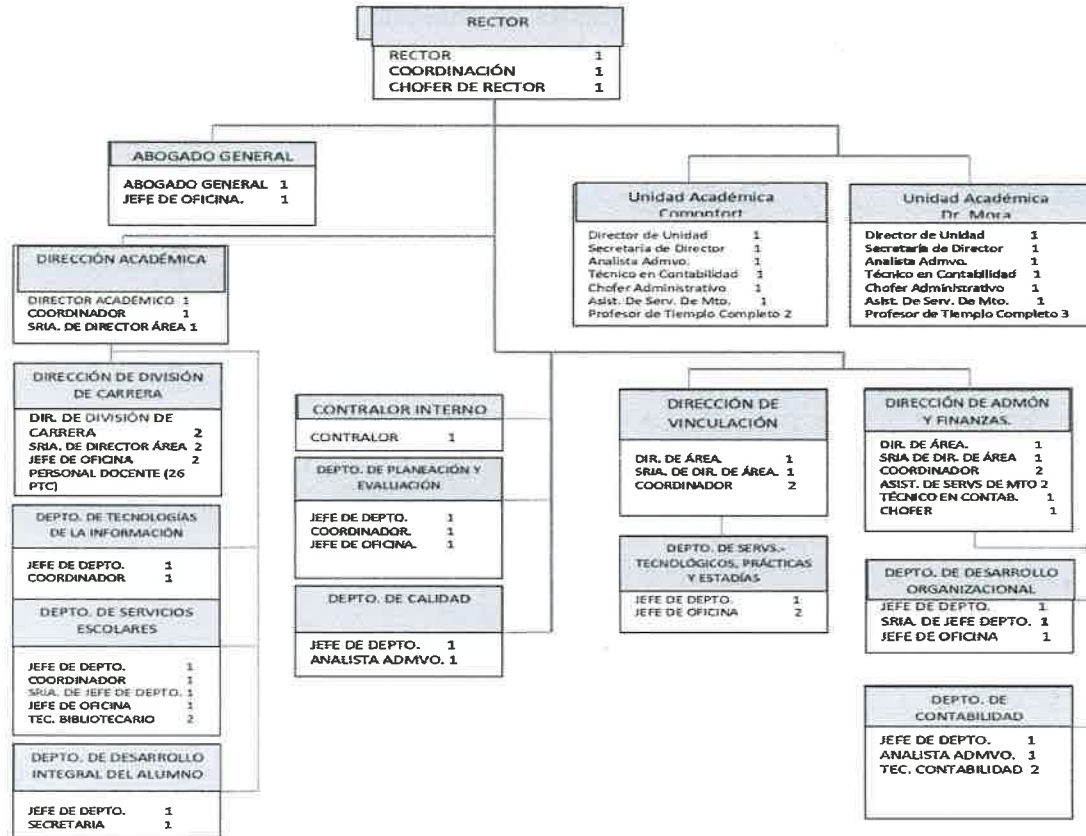 RECTOR
RECTOR 1
COORDINACIÓN 1
CHOFER DE RECTOR 1
ABOGADO GENERAL
ABOGADO GENERAL 1
JEFE DE OFICINA. 1
Unidad Académica
Comonfort
Director de Unidad 1
Secretaria de Director 1
Analista Admvo. 1
Técnico en Contabilidad 1
Chofer Administrativo 1
Asist. De Serv. De Mto. 1
Profesor de Tiemplo Completo 2
Unidad Académica
Dr. Mora
Director de Unidad 1
Secretaria de Director 1
Analista Admvo. 1
Técnico en Contabilidad 1
Chofer Administrativo 1
Asist. De Serv. De Mto. 1
Profesor de Tiemplo Completo 3
DIRECCIÓN ACADÉMICA
DIRECTOR ACADÉMICO 1
COORDINADOR 1
SRIA. DE DIRECTOR ÁREA 1
DIRECCIÓN DE DIVISIÓN
DE CARRERA
DIR. DE DIVISIÓN DE
CARRERA 2
SRIA. DE DIRECTOR ÁREA 2
JEFE DE OFICINA 2
PERSONAL DOCENTE (26
PTC)
DEPTO. DE TECNOLOGÍAS
DE LA INFORMACIÓN
JEFE DE DEPTO. 1
COORDINADOR 1
DEPTO. DE SERVICIOS
ESCOLARES
JEFE DE DEPTO. 1
COORDINADOR 1
SRIA. DE JEFE DE DEPTO. 1
JEFE DE OFICINA 1
TEC. BIBLIOTECARIO 2
DEPTO. DE DESARROLLO
INTEGRAL DEL ALUMNO
JEFE DE DEPTO. 1
SECRETARIA 1
CONTRALOR INTERNO
CONTRALOR 1
DEPTO. DE PLANEACIÓN Y
EVALUACIÓN
JEFE DE DEPTO. 1
COORDINADOR. 1
JEFE DE OFICINA. 1
DEPTO. DE CALIDAD
JEFE DE DEPTO. 1
ANALISTA ADMVO. 1
DIRECCIÓN DE
VINCULACIÓN
DIR. DE ÁREA. 1
SRIA. DE DIR. DE ÁREA. 1
COORDINADOR 2
DEPTO. DE SERVS.-
TECNOLÓGICOS, PRÁCTICAS
Y ESTADÍAS
JEFE DE DEPTO. 1
JEFE DE OFICINA 2
DIRECCIÓN DE ADMÓN
Y FINANZAS.
DIR. DE ÁREA. 1
SRIA DE DIR. DE ÁREA 1
COORDINADOR 2
ASIST. DE SERVS DE MTO 2
TÉCNICO EN CONTAB. 1
CHOFER 1
DEPTO. DE DESARROLLO
ORGANIZACIONAL
JEFE DE DEPTO. 1
SRIA. DE JEFE DEPTO. 1
JEFE DE OFICINA 1
DEPTO. DE
CONTABILIDAD
JEFE DE DEPTO. 1
ANALISTA ADMVO. 1
TEC. CONTABILIDAD 2